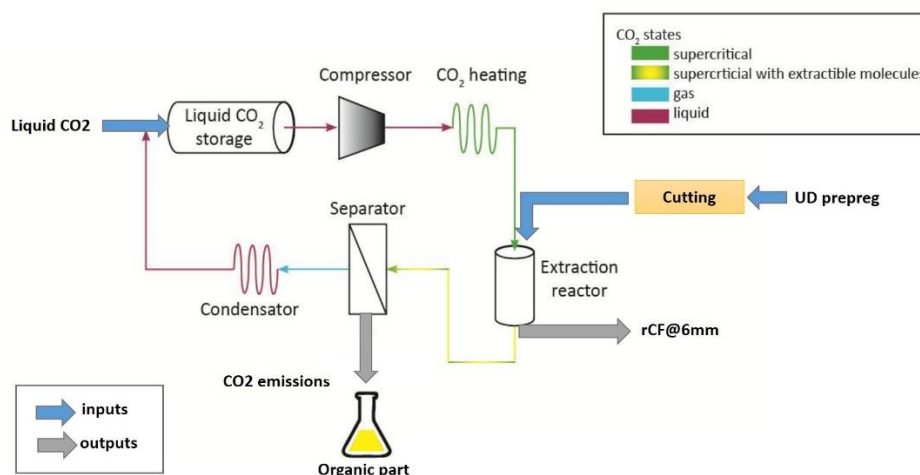 CO2 states
supercritical
supercrticial with extractible molecules
gas
liquid
Compressor
CO2 heating
Liquid CO2
Liquid CO2
storage
Cutting
UD prepreg
Separator
Extraction
reactor
Condensator
rCF@6mm
CO2 emissions
inputs
outputs
Organic part